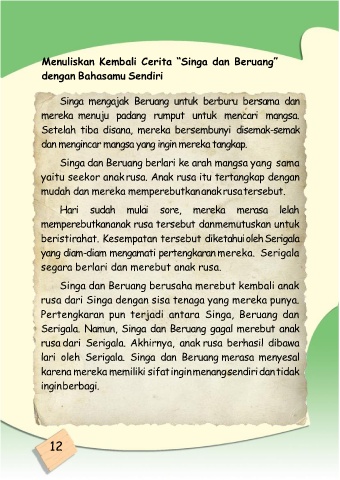 Menuliskan Kembali Cerita “Singa dan Beruang”
dengan Bahasamu Sendiri
Singa mengajak Beruang untuk berburu bersama dan
mereka menuju padang rumput untuk mencari mangsa.
Setelah tiba disana, mereka bersembunyi disemak-semak
dan mengincar mangsa yang ingin mereka tangkap.
Singa dan Beruang berlari ke arah mangsa yang sama
yaitu seekor anak rusa. Anak rusa itu tertangkap dengan
mudah dan mereka memperebutkan anak rusa tersebut.
Hari sudah mulai sore, mereka merasa lelah
memperebutkananak rusa tersebut danmemutuskan untuk
beristirahat. Kesempatan tersebut diketahui oleh Serigala
yang diam-diam mengamati pertengkaran mereka. Serigala
segara berlari dan merebut anak rusa.
Singa dan Beruang berusaha merebut kembali anak
rusa dari Singa dengan sisa tenaga yang mereka punya.
Pertengkaran pun terjadi antara Singa, Beruang dan
Serigala. Namun, Singa dan Beruang gagal merebut anak
rusa dari Serigala. Akhirnya, anak rusa berhasil dibawa
lari oleh Serigala. Singa dan Beruang merasa menyesal
karena mereka memiliki sifat ingin menang sendiri dan tidak
ingin berbagi.
12